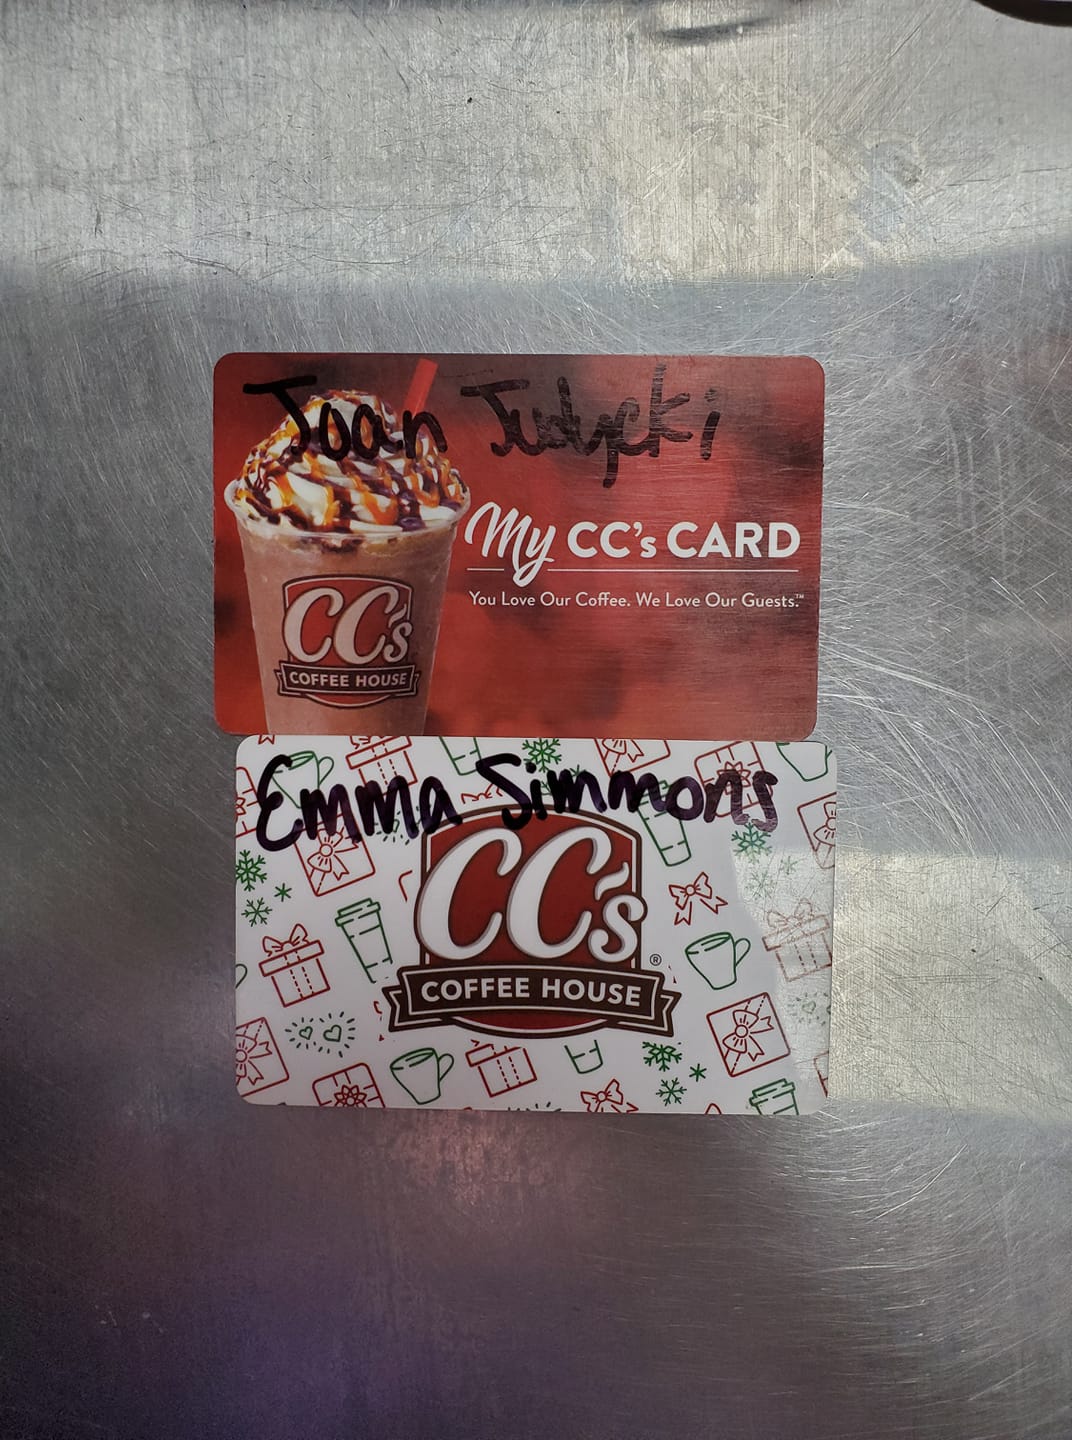 Joan Judycki
My CC's CARD
You Love Our Coffee. We Love Our Guests.™
CC's
COFFEE HOUSE
Emma Simmons
CC's®
COFFEE HOUSE